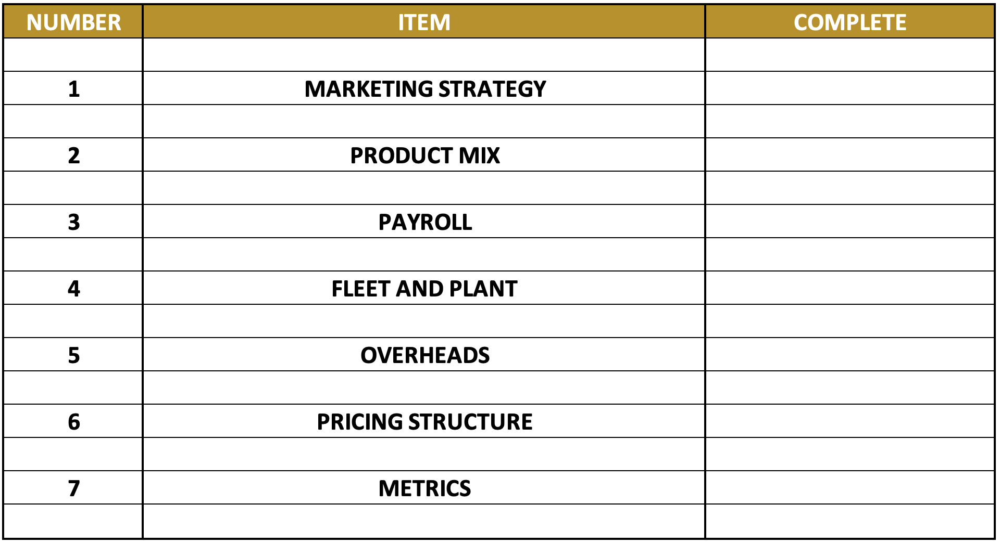 NUMBER ITEM COMPLETE
1 MARKETING STRATEGY
2 PRODUCT MIX
3 PAYROLL
4 FLEET AND PLANT
5 OVERHEADS
6 PRICING STRUCTURE
7 METRICS